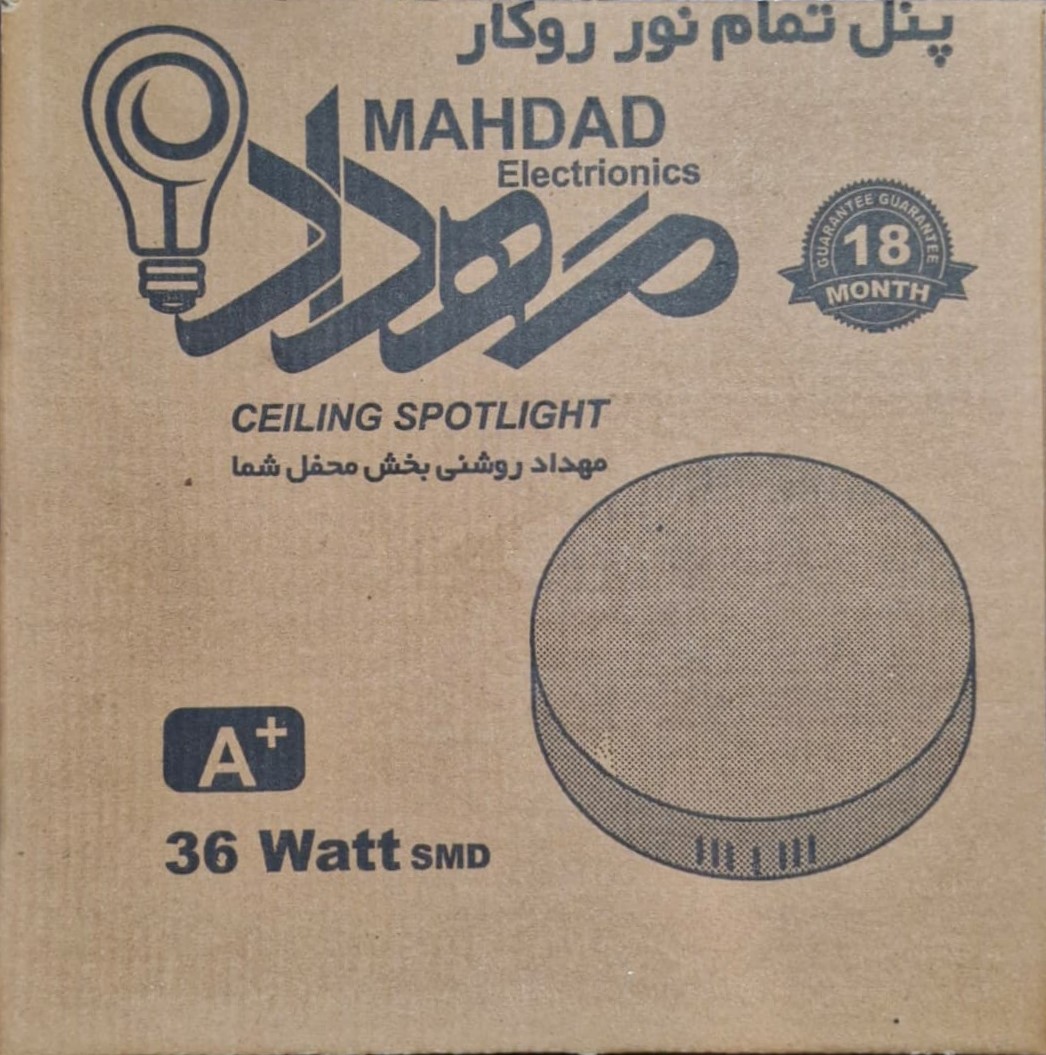 پنل تمام نور روکار
MAHDAD
Electrionics
مهداد
GUARANTEE GUARANTEE
18
MONTH
CEILING SPOTLIGHT
مهداد روشنی بخش محفل شما
A+
36 Watt SMD